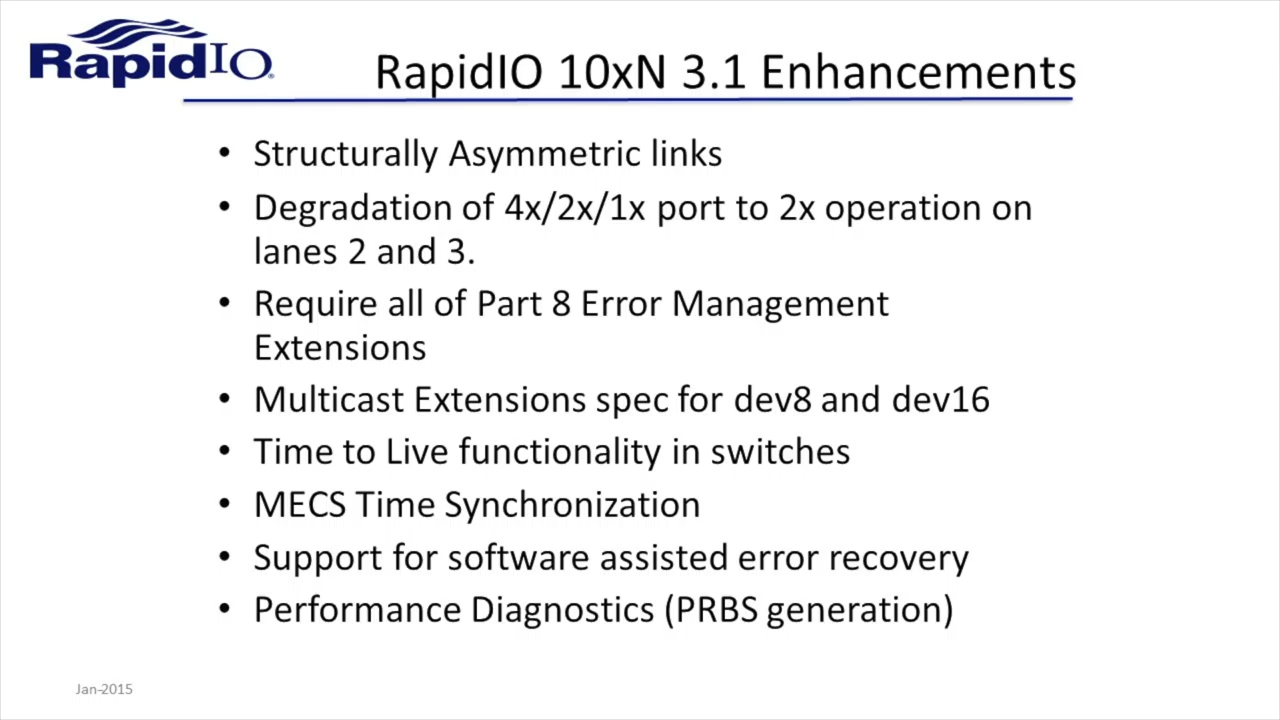 RapidIO®
RapidIO 10xN 3.1 Enhancements
• Structurally Asymmetric links
• Degradation of 4x/2x/1x port to 2x operation on
lanes 2 and 3.
• Require all of Part 8 Error Management
Extensions
• Multicast Extensions spec for dev8 and dev16
• Time to Live functionality in switches
• MECS Time Synchronization
• Support for software assisted error recovery
• Performance Diagnostics (PRBS generation)
Jan-2015